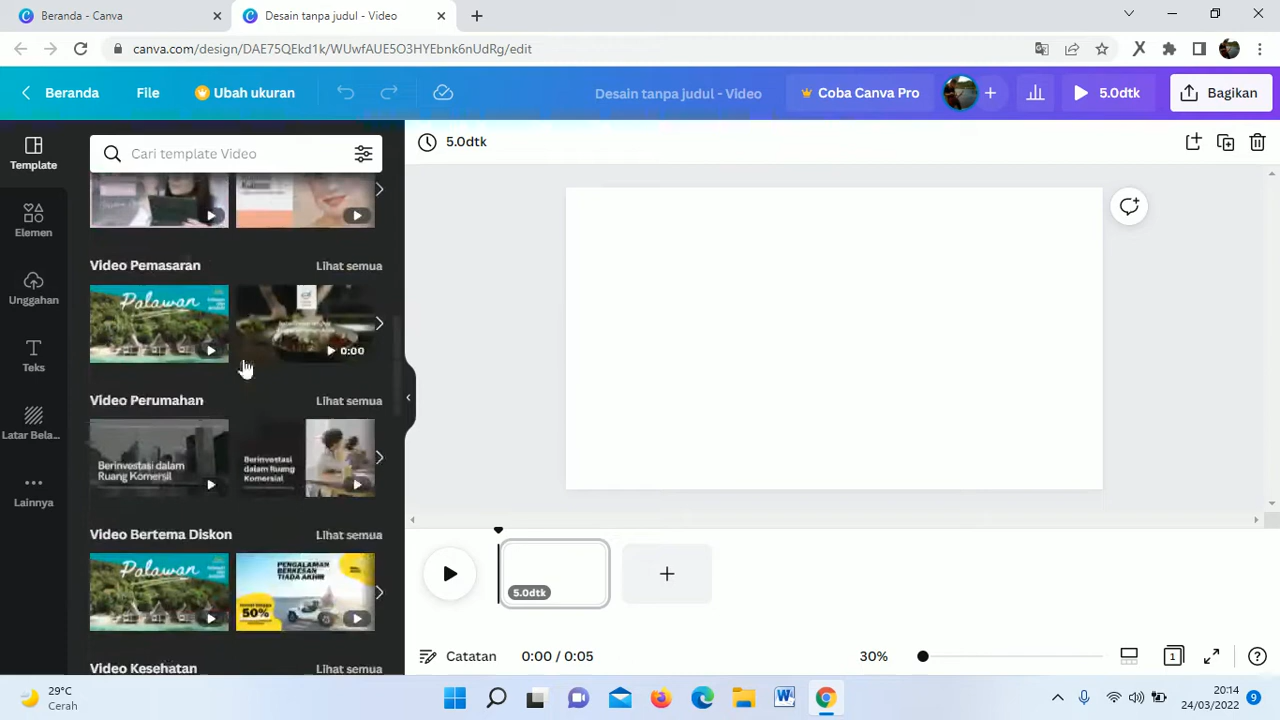 Beranda - Canva
Desain tanpa judul - Video
canva.com/design/DAE75QEkd1k/WUwfAUE5O3HYEbnk6nUdRg/edit
Beranda
File
Ubah ukuran
Desain tanpa judul - Video
Coba Canva Pro
5.0dtk
Bagikan
Template
Elemen
Unggahan
Teks
Latar Bela...
Lainnya
Cari template Video
Video Pemasaran
Lihat semua
Palawan
0:00
Video Perumahan
Lihat semua
Berinvestasi dalam
Ruang Komersil
Berinvestasi
dalam Ruang
Komersial
Video Bertema Diskon
Lihat semua
Palawan
PENGALAMAN
BERKESAN
TIADA AKHIR
50%
Video Kesehatan
Lihat semua
5.0dtk
5.0dtk
Catatan
0:00 / 0:05
30%
1
29°C
Cerah
20:14
24/03/2022
9